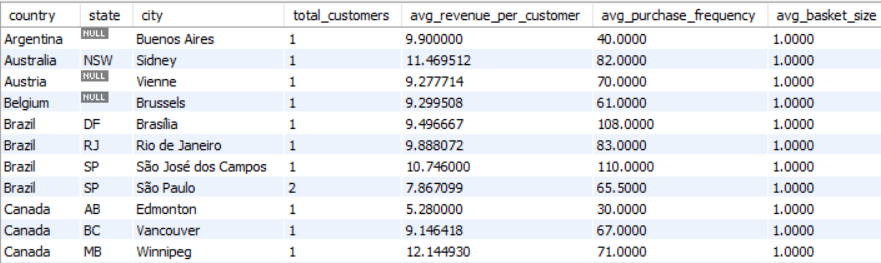 country state city total_customers avg_revenue_per_customer avg_purchase_frequency avg_basket_size
Argentina NULL Buenos Aires 1 9.900000 40.0000 1.0000
Australia NSW Sidney 1 11.469512 82.0000 1.0000
Austria NULL Vienne 1 9.277714 70.0000 1.0000
Belgium NULL Brussels 1 9.299508 61.0000 1.0000
Brazil DF Brasília 1 9.496667 108.0000 1.0000
Brazil RJ Rio de Janeiro 1 9.888072 83.0000 1.0000
Brazil SP São José dos Campos 1 10.746000 110.0000 1.0000
Brazil SP São Paulo 2 7.867099 65.5000 1.0000
Canada AB Edmonton 1 5.280000 30.0000 1.0000
Canada BC Vancouver 1 9.146418 67.0000 1.0000
Canada MB Winnipeg 1 12.144930 71.0000 1.0000